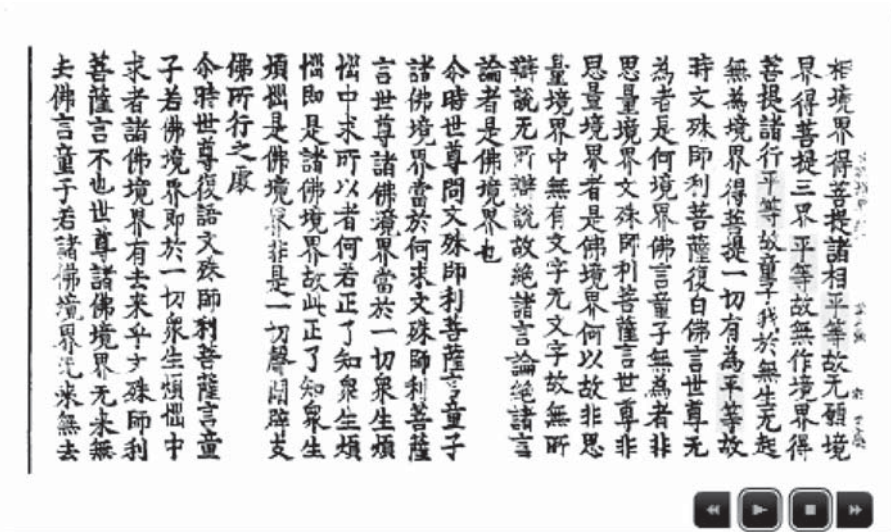 相境界得菩提諸相平等故无願境
界得菩提三界平等故無作境界得
菩提諸行平等故童子我於無生无起
無為境界得菩提一切有為平等故
時文殊師利菩薩復白佛言世尊无
為者是何境界佛言童子無為者非
思量境界文殊師利菩薩言世尊非
思量境界者是佛境界何以故非思
量境界中無有文字无文字故無所
辯說无所辯說故絶諸言論絶諸言
論者是佛境界也
尒時世尊問文殊師利菩薩言童子
諸佛境界當於何求文殊師利菩薩
言世尊諸佛境界當於一切衆生煩
惱中求所以者何若正了知衆生煩
惱即是諸佛境界故此正了知衆生
煩惱是佛境界非是一切聲聞辟支
佛所行之處
尒時世尊復語文殊師利菩薩言童
子若佛境界即於一切衆生煩惱中
求者諸佛境界有去来乎文殊師利
菩薩言不也世尊諸佛境界无来無
去佛言童子若諸佛境界无来無去